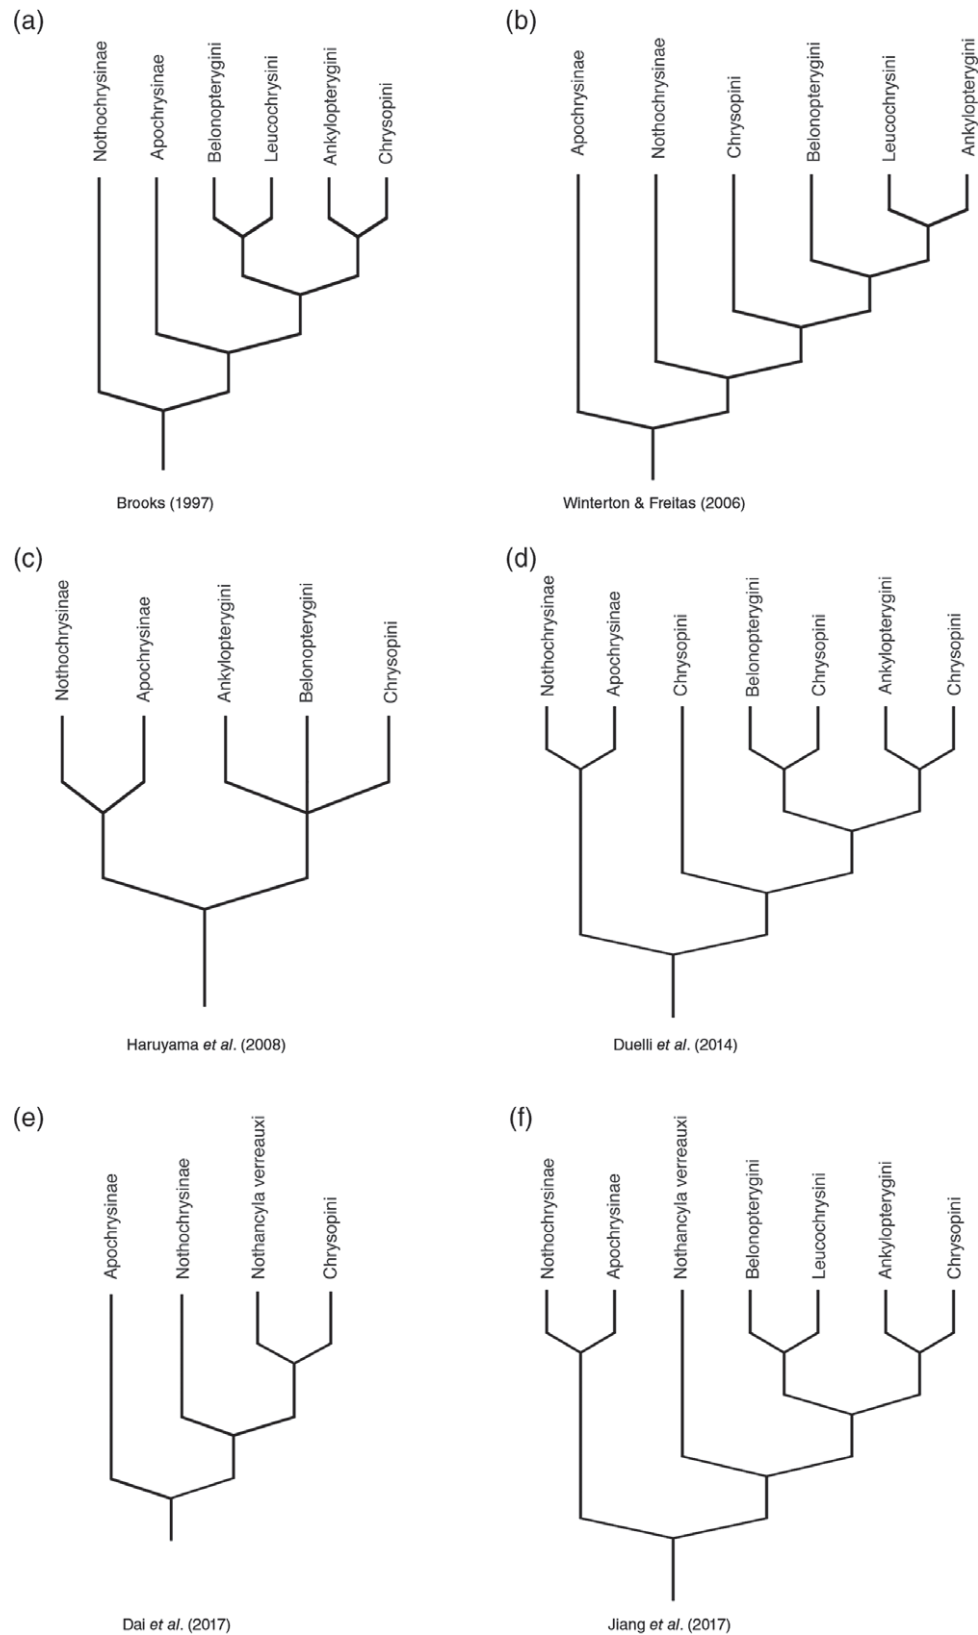 (a)
Nothochrysinae
Apochrysinae
Belonopterygini
Leucochrysini
Ankylopterygini
Chrysopini
Brooks (1997)
(b)
Apochrysinae
Nothochrysinae
Chrysopini
Belonopterygini
Leucochrysini
Ankylopterygini
Winterton & Freitas (2006)
(c)
Nothochrysinae
Apochrysinae
Ankylopterygini
Belonopterygini
Chrysopini
Haruyama et al. (2008)
(d)
Nothochrysinae
Apochrysinae
Chrysopini
Belonopterygini
Chrysopini
Ankylopterygini
Chrysopini
Duelli et al. (2014)
(e)
Apochrysinae
Nothochrysinae
Nothancyla verreauxi
Chrysopini
Dai et al. (2017)
(f)
Nothochrysinae
Apochrysinae
Nothancyla verreauxi
Belonopterygini
Leucochrysini
Ankylopterygini
Chrysopini
Jiang et al. (2017)